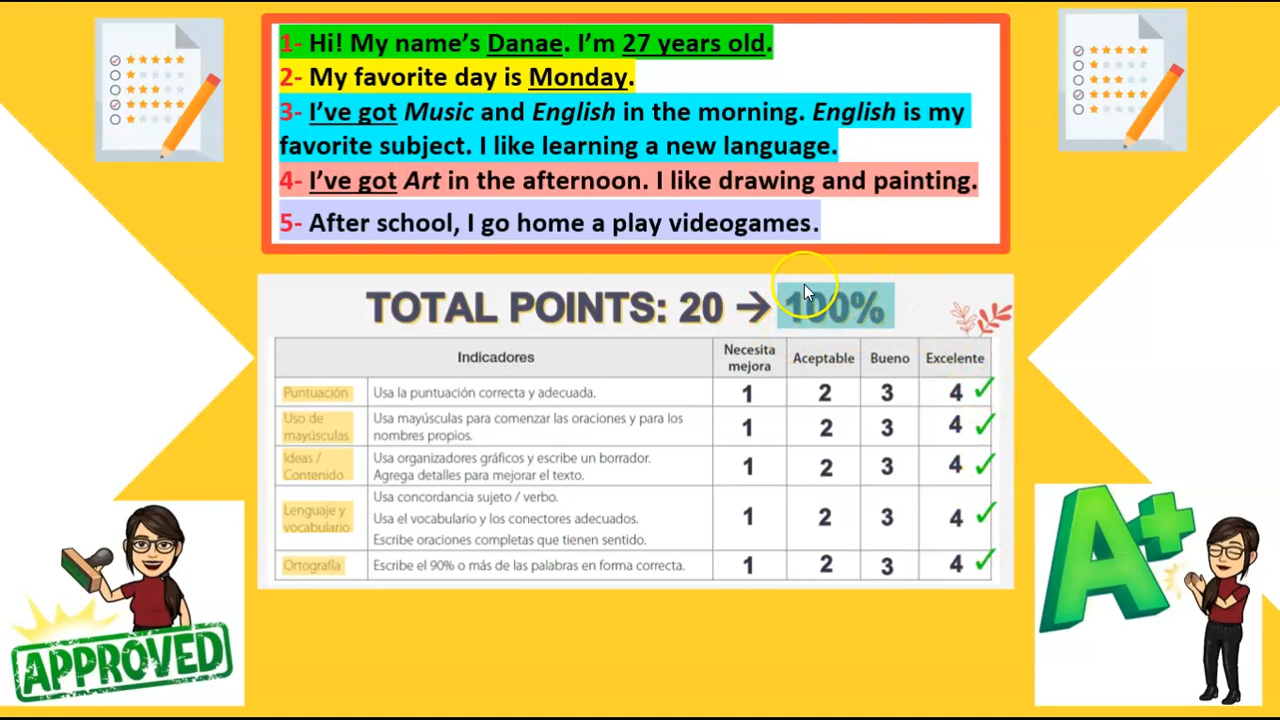 1- Hi! My name's Danae. I'm 27 years old.
2- My favorite day is Monday.
3- I've got Music and English in the morning. English is my
favorite subject. I like learning a new language.
4- I've got Art in the afternoon. I like drawing and painting.
5- After school, I go home a play videogames.
TOTAL POINTS: 20 → 100%
Indicadores
Necesita
mejora
Aceptable
Bueno
Excelente
Puntuación
Usa la puntuación correcta y adecuada.
1 2 3 4 ✓
Uso de
mayúsculas
Usa mayúsculas para comenzar las oraciones y para los
nombres propios.
1 2 3 4 ✓
Ideas /
Contenido
Usa organizadores gráficos y escribe un borrador.
Agrega detalles para mejorar el texto.
1 2 3 4 ✓
Lenguaje y
vocabulario
Usa concordancia sujeto / verbo.
Usa el vocabulario y los conectores adecuados.
Escribe oraciones completas que tienen sentido.
1 2 3 4 ✓
Ortografía
Escribe el 90% o más de las palabras en forma correcta.
1 2 3 4 ✓
APPROVED
A+